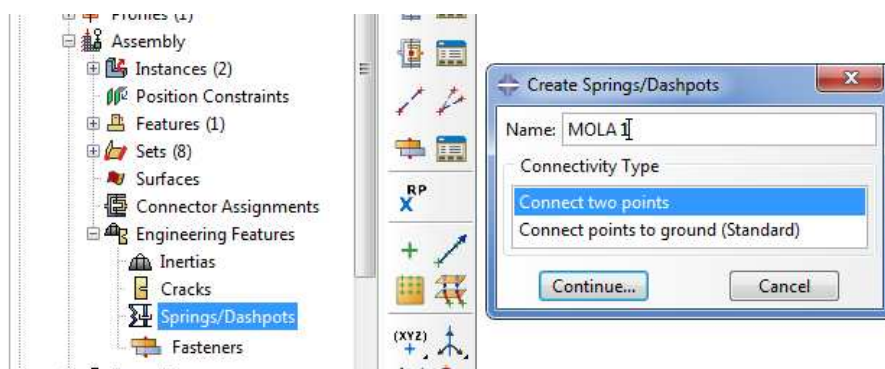 Profiles (1)
Assembly
Instances (2)
Position Constraints
Features (1)
Sets (8)
Surfaces
Connector Assignments
Engineering Features
Inertias
Cracks
Springs/Dashpots
Fasteners
RP
(XYZ)
Create Springs/Dashpots
Name: MOLA 1
Connectivity Type
Connect two points
Connect points to ground (Standard)
Continue... Cancel